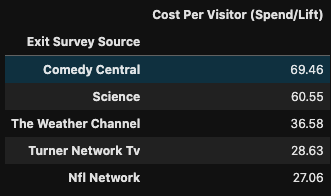 Cost Per Visitor (Spend/Lift)
Exit Survey Source
Comedy Central 69.46
Science 60.55
The Weather Channel 36.58
Turner Network Tv 28.63
Nfl Network 27.06